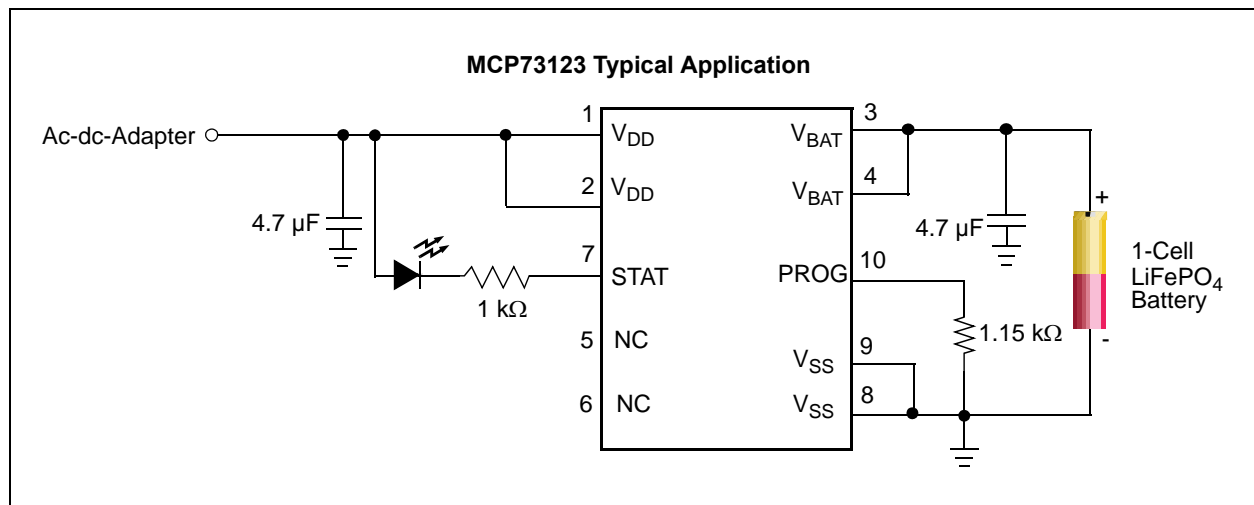 MCP73123 Typical Application
Ac-dc-Adapter
4.7 µF
1 kΩ
1
VDD
2
VDD
7
STAT
5
NC
6
NC
3
VBAT
4
VBAT
10
PROG
9
VSS
8
VSS
4.7 µF
1.15 kΩ
+
1-Cell
LiFePO4
Battery
-